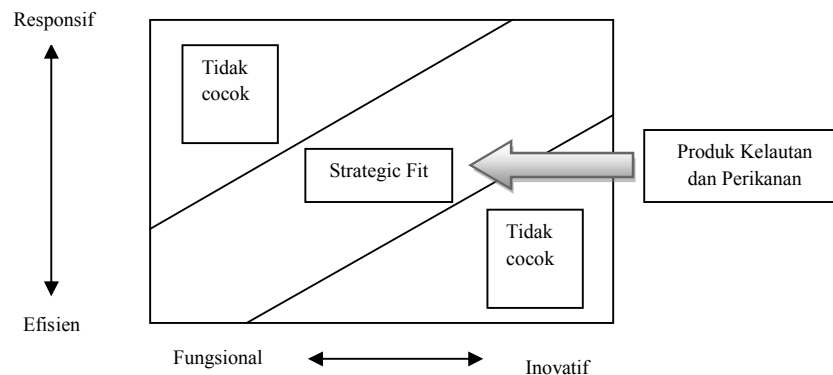 Responsif
Tidak
cocok
Strategic Fit
Produk Kelautan
dan Perikanan
Tidak
cocok
Efisien
Fungsional
Inovatif